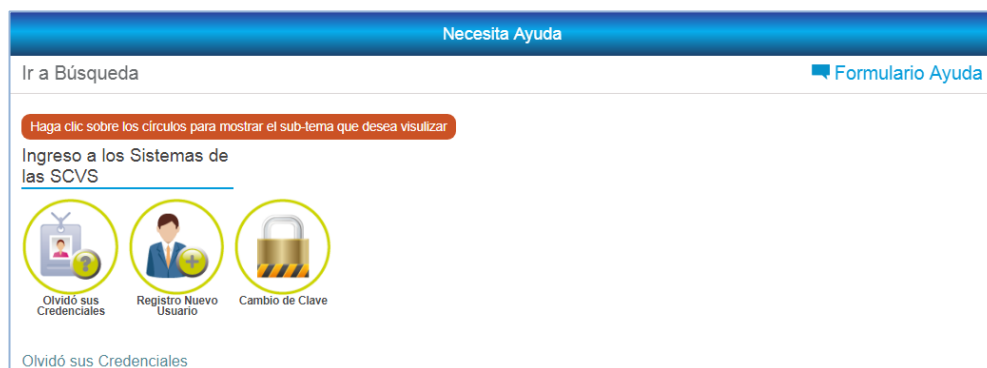 Necesita Ayuda
Ir a Búsqueda
Formulario Ayuda
Haga clic sobre los círculos para mostrar el sub-tema que desea visulizar
Ingreso a los Sistemas de
las SCVS
Olvidó sus
Credenciales
Registro Nuevo
Usuario
Cambio de Clave
Olvidó sus Credenciales